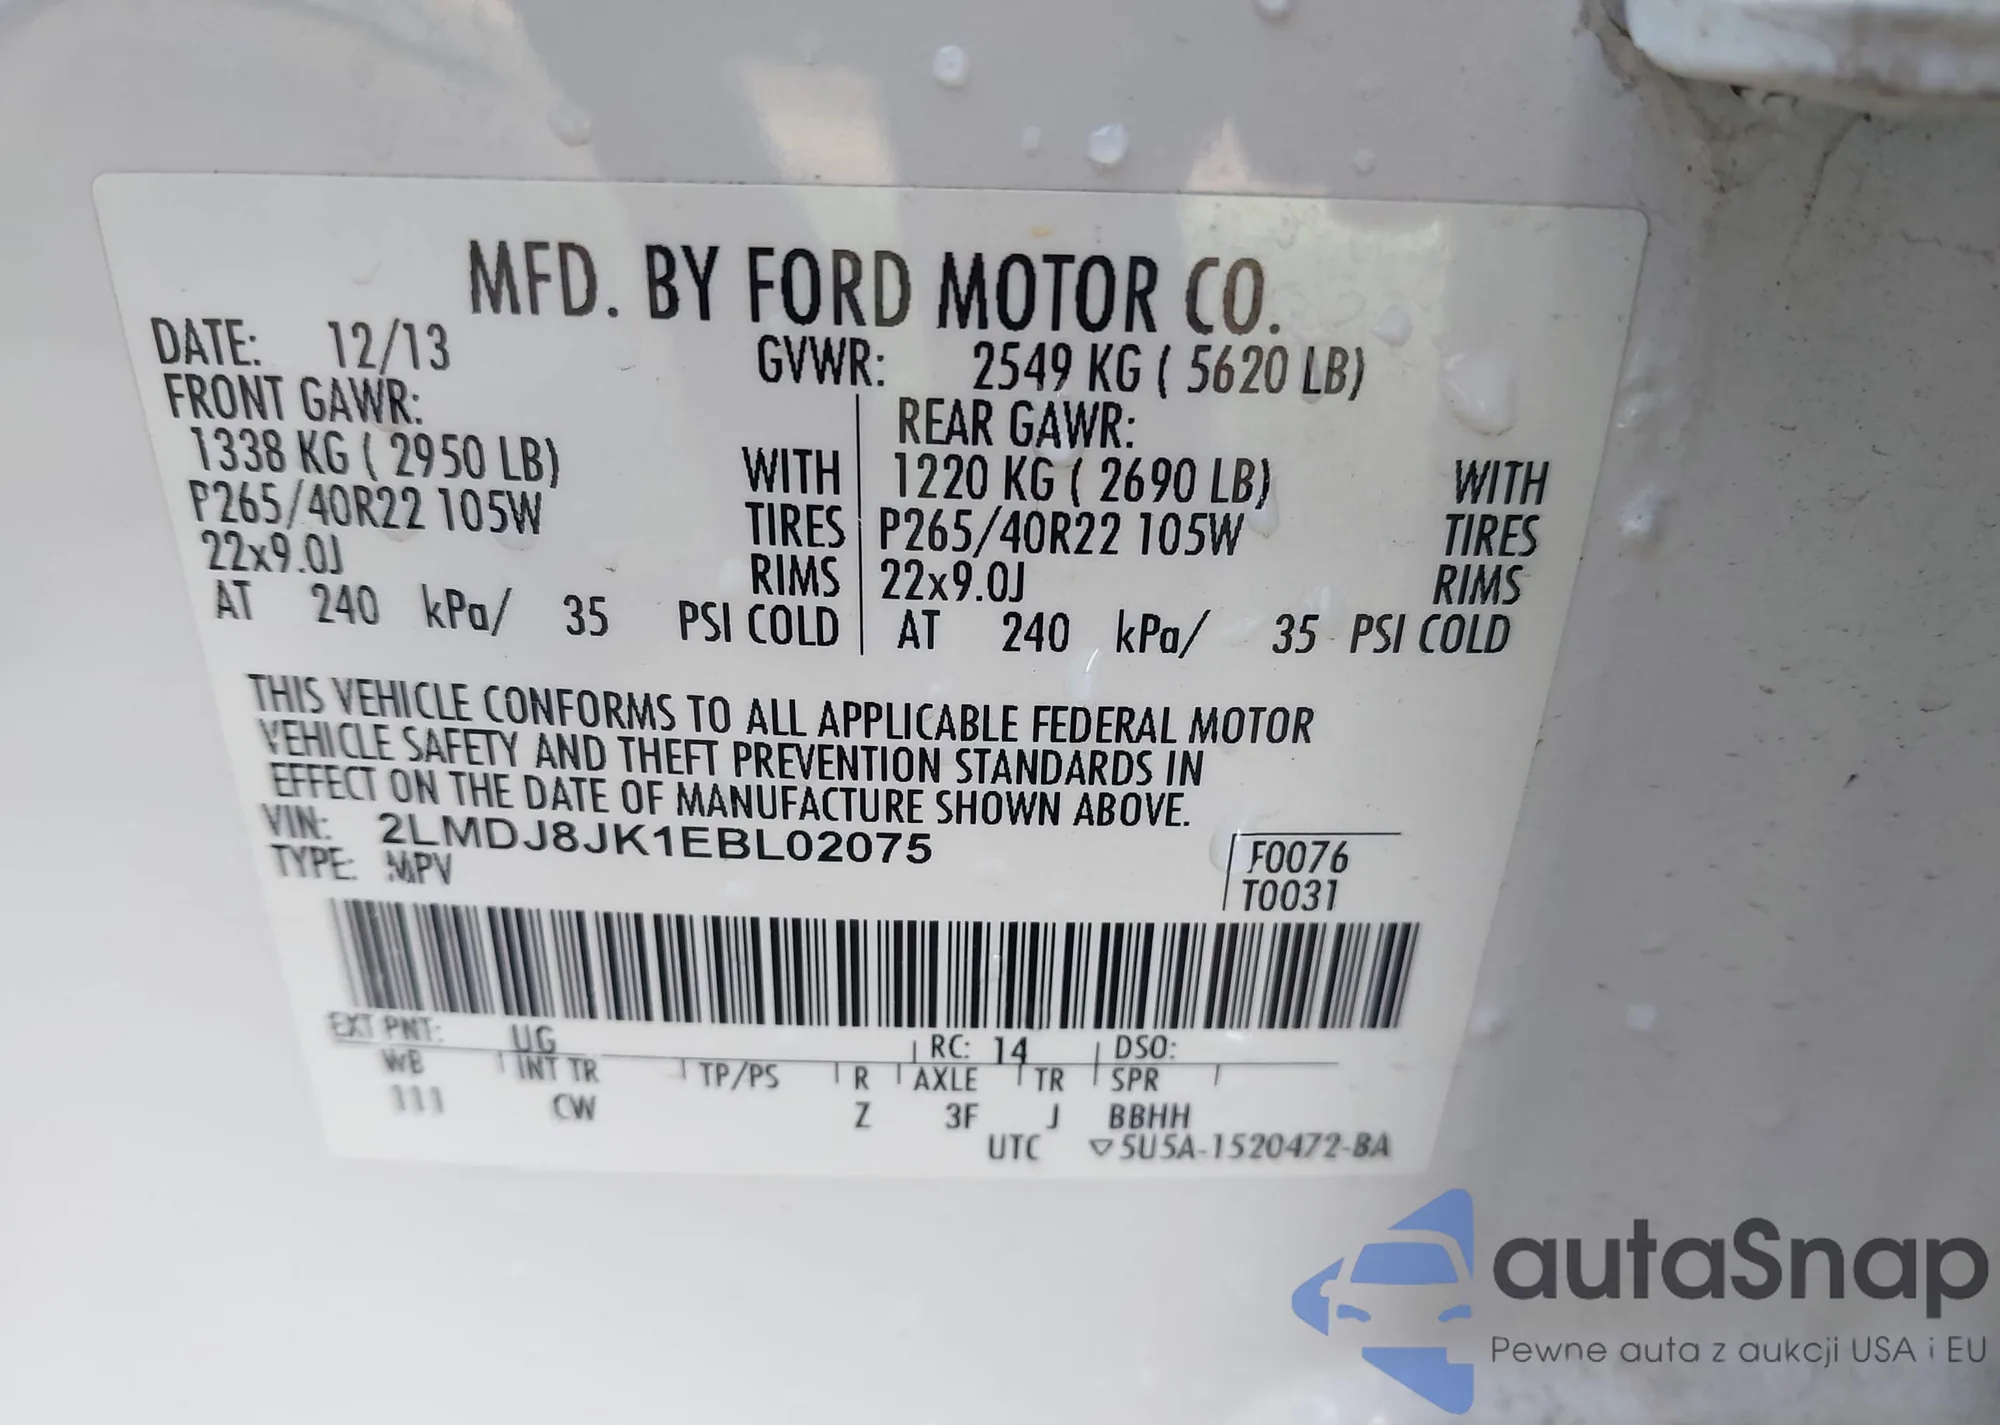 MFD. BY FORD MOTOR CO.
DATE: 12/13 GVWR: 2549 KG ( 5620 LB)
FRONT GAWR: REAR GAWR:
1338 KG ( 2950 LB) WITH 1220 KG ( 2690 LB) WITH
P265/40R22 105W TIRES P265/40R22 105W TIRES
22x9.0J RIMS 22x9.0J RIMS
AT 240 kPa/ 35 PSI COLD AT 240 kPa/ 35 PSI COLD
THIS VEHICLE CONFORMS TO ALL APPLICABLE FEDERAL MOTOR
VEHICLE SAFETY AND THEFT PREVENTION STANDARDS IN
EFFECT ON THE DATE OF MANUFACTURE SHOWN ABOVE.
VIN: 2LMDJ8JK1EBL02075
TYPE: MPV
F0076
T0031
EXT PNT: UG RC: 14 DSO:
WB INT TR TP/PS R AXLE TR SPR
111 CW Z 3F J BBHH
UTC ▽5U5A-1520472-BA
autaSnap
Pewne auta z aukcji USA i EU